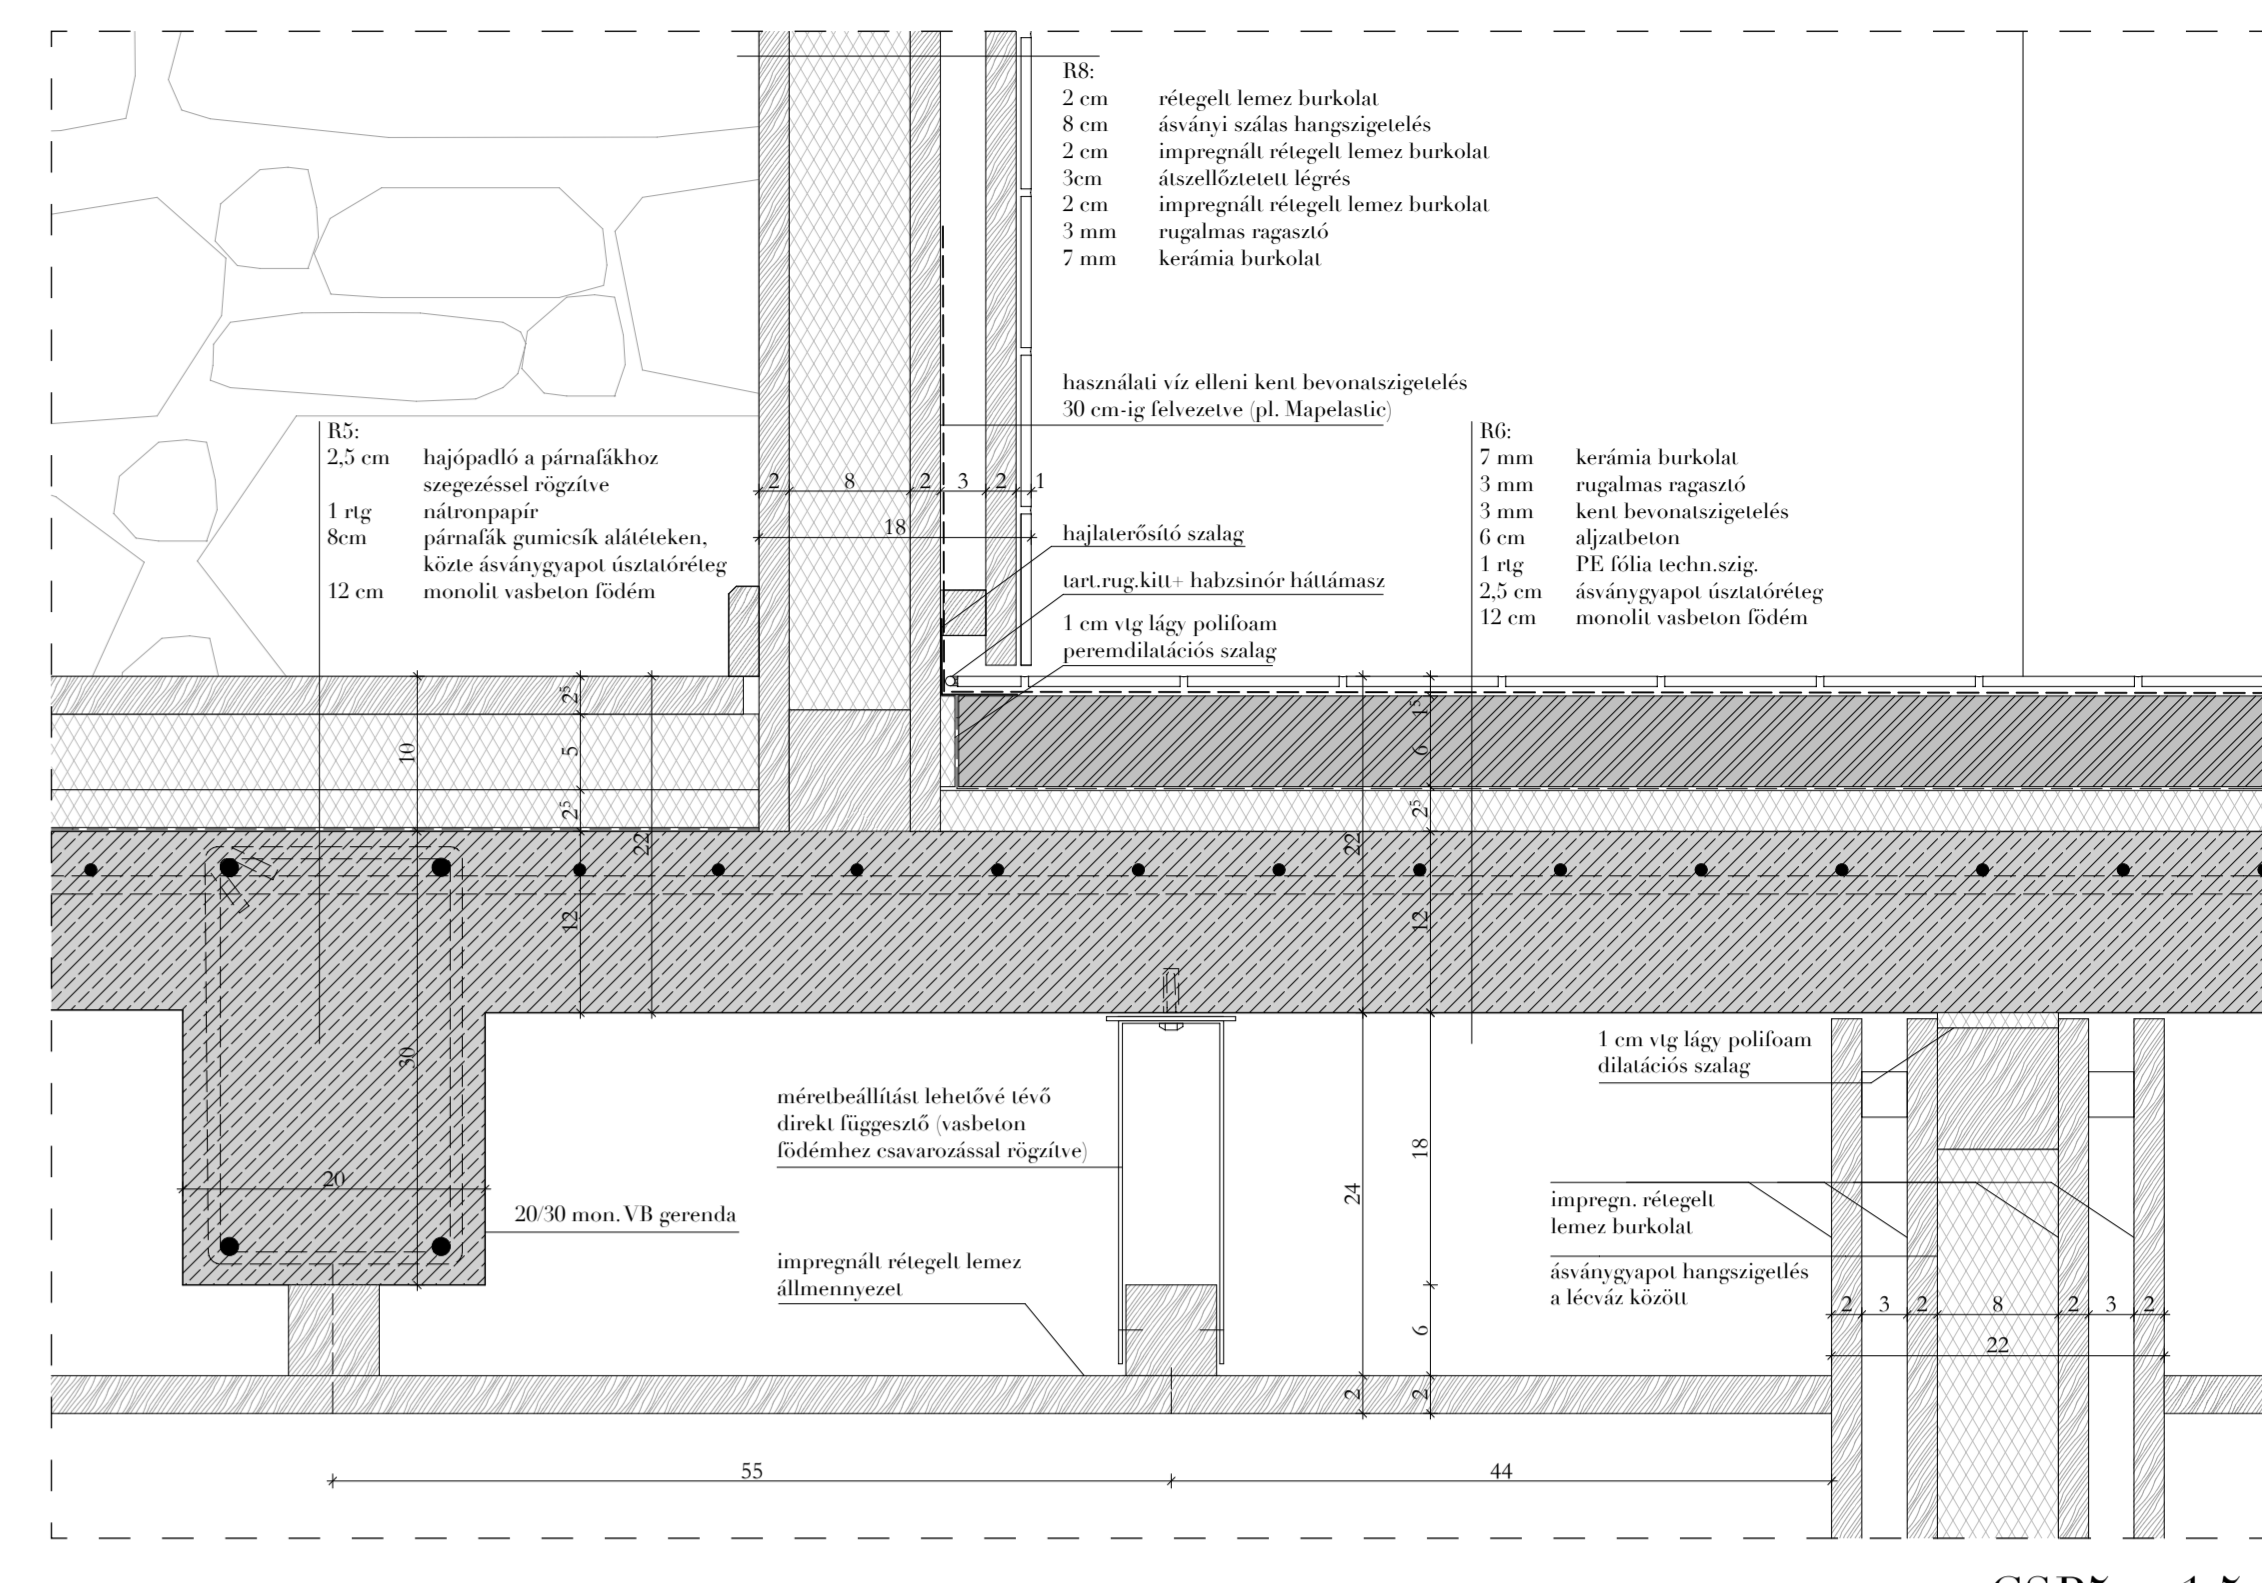 R8:
2 cm rétegelt lemez burkolat
8 cm ásványi szálas hangszigetelés
2 cm impregnált rétegelt lemez burkolat
3cm átszellőztetett légrés
2 cm impregnált rétegelt lemez burkolat
3 mm rugalmas ragasztó
7 mm kerámia burkolat
használati víz elleni kent bevonatszigetelés
30 cm-ig felvezetve (pl. Mapelastic)
R5:
2,5 cm hajópadló a párnafákhoz
szegezéssel rögzítve
1 rtg nátronpapír
8cm párnafák gumicsík alátéteken,
közte ásványgyapot úsztatóréteg
12 cm monolit vasbeton födém
R6:
7 mm kerámia burkolat
3 mm rugalmas ragasztó
3 mm kent bevonatszigetelés
6 cm aljzatbeton
1 rtg PE fólia techn.szig.
2,5 cm ásványgyapot úsztatóréteg
12 cm monolit vasbeton födém
2 8 2 3 2 1
18
hajlaterősítő szalag
tart.rug.kitt+ habzsinór háttámasz
1 cm vtg lágy polifoam
peremdilatációs szalag
10
30
2⁵
5
2⁵
12
22
22
24
2
1⁵
6
2⁵
12
18
6
2
1 cm vtg lágy polifoam
dilatációs szalag
méretbeállítást lehetővé tévő
direkt függesztő (vasbeton
födémhez csavarozással rögzítve)
20
20/30 mon. VB gerenda
impregn. rétegelt
lemez burkolat
impregnált rétegelt lemez
állmennyezet
ásványgyapot hangszigetlés
a lécváz között
2 3 2 8 2 3 2
22
55
44